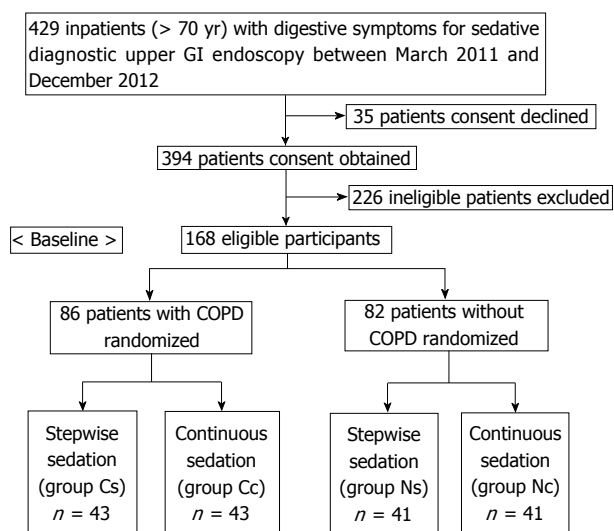 429 inpatients (> 70 yr) with digestive symptoms for sedative
diagnostic upper GI endoscopy between March 2011 and
December 2012
35 patients consent declined
394 patients consent obtained
226 ineligible patients excluded
< Baseline >
168 eligible participants
86 patients with COPD
randomized
82 patients without
COPD randomized
Stepwise
sedation
(group Cs)
n = 43
Continuous
sedation
(group Cc)
n = 43
Stepwise
sedation
(group Ns)
n = 41
Continuous
sedation
(group Nc)
n = 41